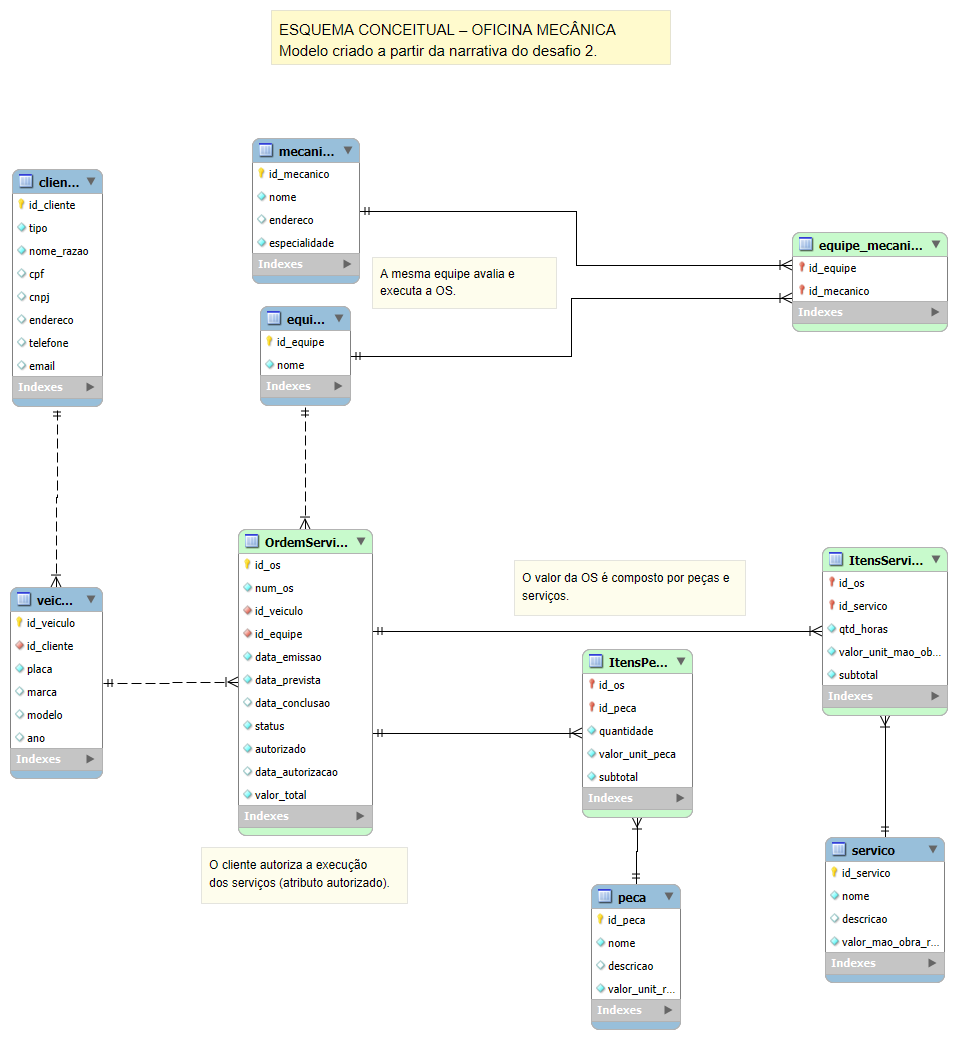 ESQUEMA CONCEITUAL – OFICINA MECÂNICA
Modelo criado a partir da narrativa do desafio 2.
mecani...
id_mecanico
nome
endereco
especialidade
Indexes
clien...
id_cliente
tipo
nome_razao
cpf
cnpj
endereco
telefone
email
Indexes
A mesma equipe avalia e
executa a OS.
equipe_mecani...
id_equipe
id_mecanico
Indexes
equi...
id_equipe
nome
Indexes
OrdemServi...
id_os
num_os
id_veiculo
id_equipe
data_emissao
data_prevista
data_conclusao
status
autorizado
data_autorizacao
valor_total
Indexes
O valor da OS é composto por peças e
serviços.
ItensServi...
id_os
id_servico
qtd_horas
valor_unit_mao_ob...
subtotal
Indexes
veic...
id_veiculo
id_cliente
placa
marca
modelo
ano
Indexes
ItensPe...
id_os
id_peca
quantidade
valor_unit_peca
subtotal
Indexes
O cliente autoriza a execução
dos serviços (atributo autorizado).
servico
id_servico
nome
descricao
valor_mao_obra_r...
Indexes
peca
id_peca
nome
descricao
valor_unit_r...
Indexes